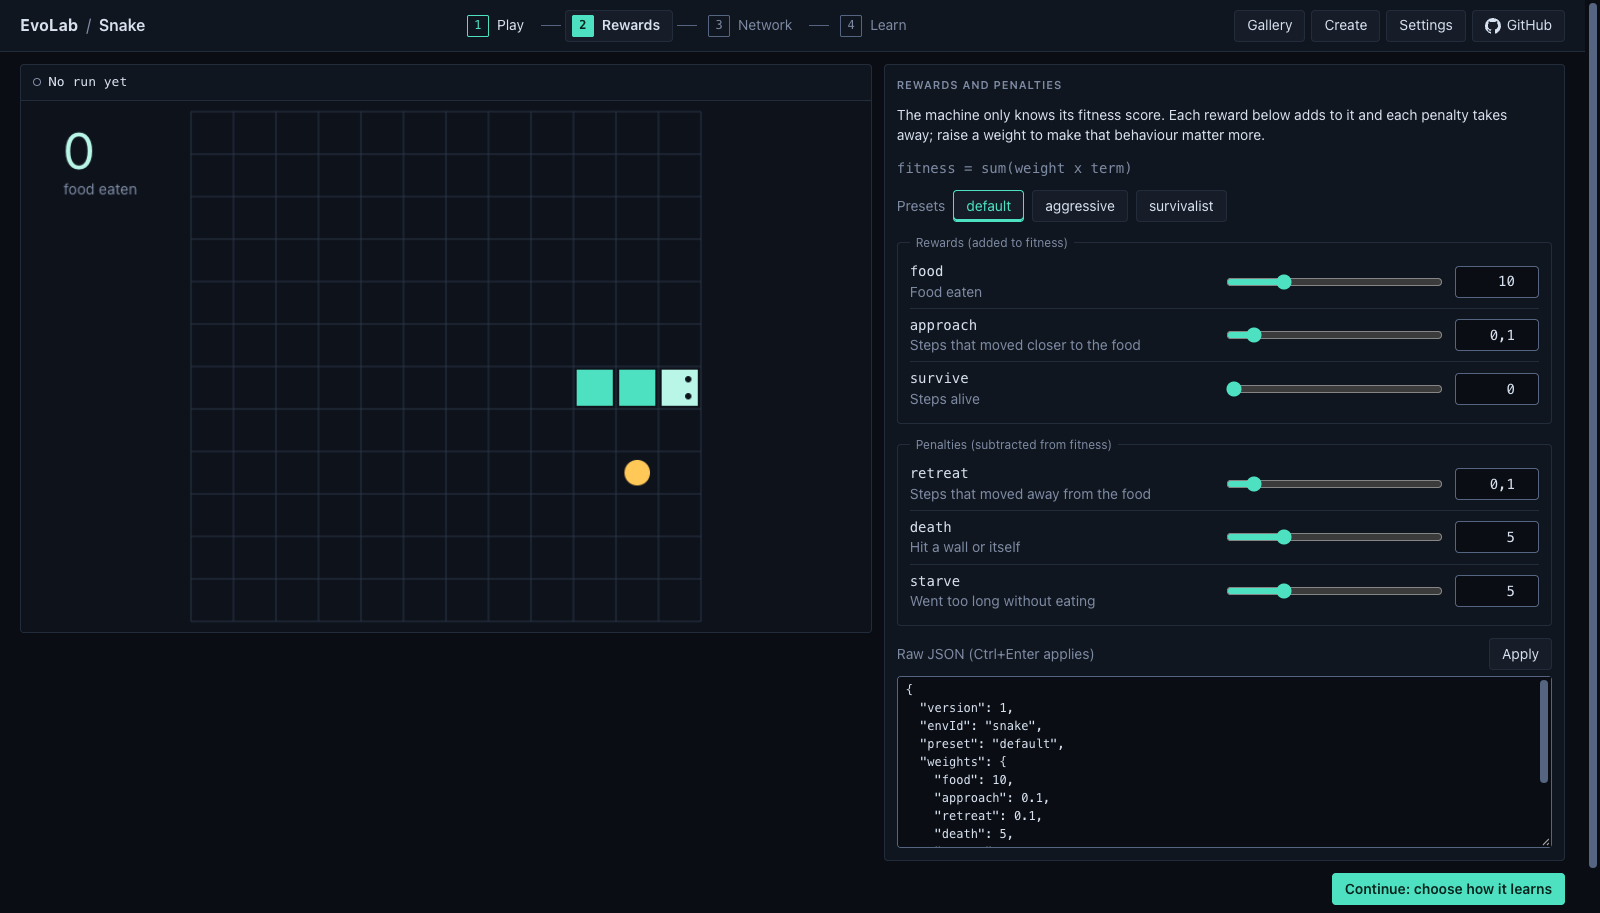 EvoLab / Snake
1 Play
2 Rewards
3 Network
4 Learn
Gallery
Create
Settings
GitHub
No run yet
0
food eaten
REWARDS AND PENALTIES
The machine only knows its fitness score. Each reward below adds to it and each penalty takes
away; raise a weight to make that behaviour matter more.
fitness = sum(weight x term)
Presets default aggressive survivalist
Rewards (added to fitness)
food
Food eaten
10
approach
Steps that moved closer to the food
0,1
survive
Steps alive
0
Penalties (subtracted from fitness)
retreat
Steps that moved away from the food
0,1
death
Hit a wall or itself
5
starve
Went too long without eating
5
Raw JSON (Ctrl+Enter applies)
Apply
{
"version": 1,
"envId": "snake",
"preset": "default",
"weights": {
"food": 10,
"approach": 0.1,
"retreat": 0.1,
"death": 5,
Continue: choose how it learns